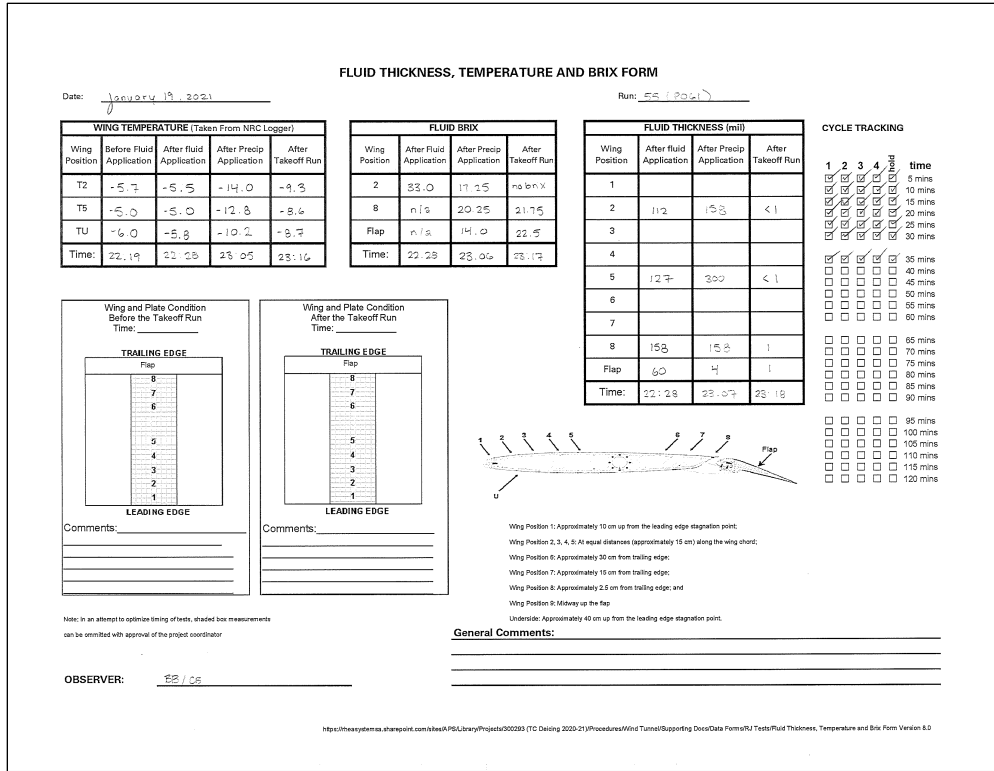 FLUID THICKNESS, TEMPERATURE AND BRIX FORM
Date: January 19, 2021
Run: 55 (P061)
WING TEMPERATURE (Taken From NRC Logger)
Wing Position Before Fluid Application After fluid Application After Precip Application After Takeoff Run
T2 -5.7 -5.5 -14.0 -9.3
T5 -5.0 -5.0 -12.8 -8.6
TU -6.0 -5.8 -10.2 -8.7
Time: 22.19 22:28 23:05 23:16
FLUID BRIX
Wing Position After Fluid Application After Precip Application After Takeoff Run
2 33.0 17.25 no brix
8 n/a 20.25 21.75
Flap n/a 14.0 22.5
Time: 22.28 23.06 23:17
FLUID THICKNESS (mil)
Wing Position After fluid Application After Precip Application After Takeoff Run
1
2 112 158 <1
3
4
5 127 300 <1
6
7
8 158 158 1
Flap 60 4 1
Time: 22:28 23.07 23:18
CYCLE TRACKING
1 2 3 4 hold time
5 mins
10 mins
15 mins
20 mins
25 mins
30 mins
35 mins
40 mins
45 mins
50 mins
55 mins
60 mins
65 mins
70 mins
75 mins
80 mins
85 mins
90 mins
95 mins
100 mins
105 mins
110 mins
115 mins
120 mins
Wing and Plate Condition
Before the Takeoff Run
Time:
TRAILING EDGE
Flap
8
7
6
5
4
3
2
1
LEADING EDGE
Comments:
Wing and Plate Condition
After the Takeoff Run
Time:
TRAILING EDGE
Flap
8
7
6
5
4
3
2
1
LEADING EDGE
Comments:
1 2 3 4 5 6 7 8 Flap
U
Wing Position 1: Approximately 10 cm up from the leading edge stagnation point;
Wing Position 2, 3, 4, 5: At equal distances (approximately 15 cm) along the wing chord;
Wing Position 6: Approximately 30 cm from trailing edge;
Wing Position 7: Approximately 15 cm from trailing edge;
Wing Position 8: Approximately 2.5 cm from trailing edge; and
Wing Position 9: Midway up the flap
Underside: Approximately 40 cm up from the leading edge stagnation point.
Note: In an attempt to optimize timing of tests, shaded box measurements
can be ommitted with approval of the project coordinator
General Comments:
OBSERVER: BB / CB
https://rheasystemsa.sharepoint.com/sites/APS/Library/Projects/300293 (TC Deicing 2020-21)/Procedures/Wind Tunnel/Supporting Docs/Data Forms/RJ Tests/Fluid Thickness, Temperature and Brix Form Version 8.0